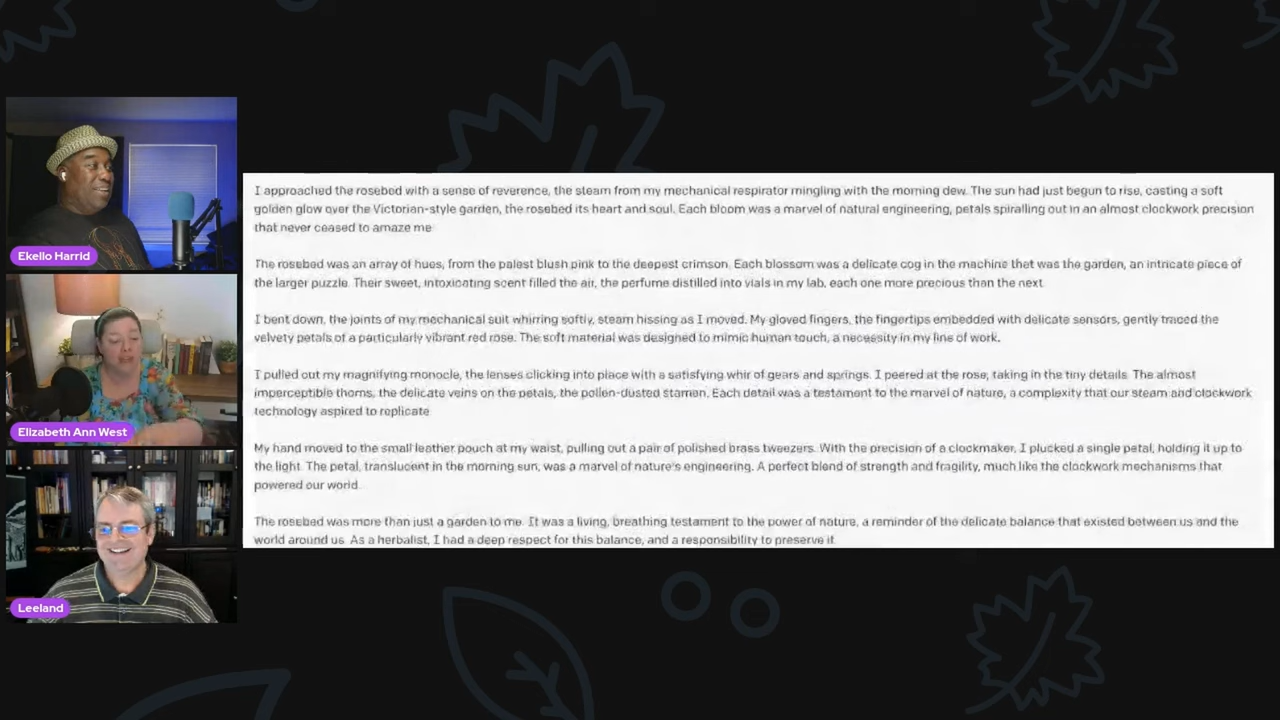 Ekello Harrid
Elizabeth Ann West
Leeland
I approached the rosebed with a sense of reverence, the steam from my mechanical respirator mingling with the morning dew. The sun had just begun to rise, casting a soft
golden glow over the Victorian-style garden, the rosebed its heart and soul. Each bloom was a marvel of natural engineering, petals spiralling out in an almost clockwork precision
that never ceased to amaze me
The rosebed was an array of hues, from the palest blush pink to the deepest crimson. Each blossom was a delicate cog in the machine that was the garden, an intricate piece of
the larger puzzle. Their sweet, intoxicating scent filled the air, the perfume distilled into vials in my lab, each one more precious than the next
I bent down, the joints of my mechanical suit whirring softly, steam hissing as I moved. My gloved fingers, the fingertips embedded with delicate sensors, gently traced the
velvety petals of a particularly vibrant red rose. The soft material was designed to mimic human touch, a necessity in my line of work.
I pulled out my magnifying monocle, the lenses clicking into place with a satisfying whir of gears and springs. I peered at the rose, taking in the tiny details. The almost
imperceptible thorns, the delicate veins on the petals, the pollen-dusted stamen. Each detail was a testament to the marvel of nature, a complexity that our steam and clockwork
technology aspired to replicate
My hand moved to the small leather pouch at my waist, pulling out a pair of polished brass tweezers. With the precision of a clockmaker, I plucked a single petal, holding it up to
the light. The petal, translucent in the morning sun, was a marvel of nature's engineering. A perfect blend of strength and fragility, much like the clockwork mechanisms that
powered our world.
The rosebed was more than just a garden to me. It was a living, breathing testament to the power of nature, a reminder of the delicate balance that existed between us and the
world around us. As a herbalist, I had a deep respect for this balance, and a responsibility to preserve it.